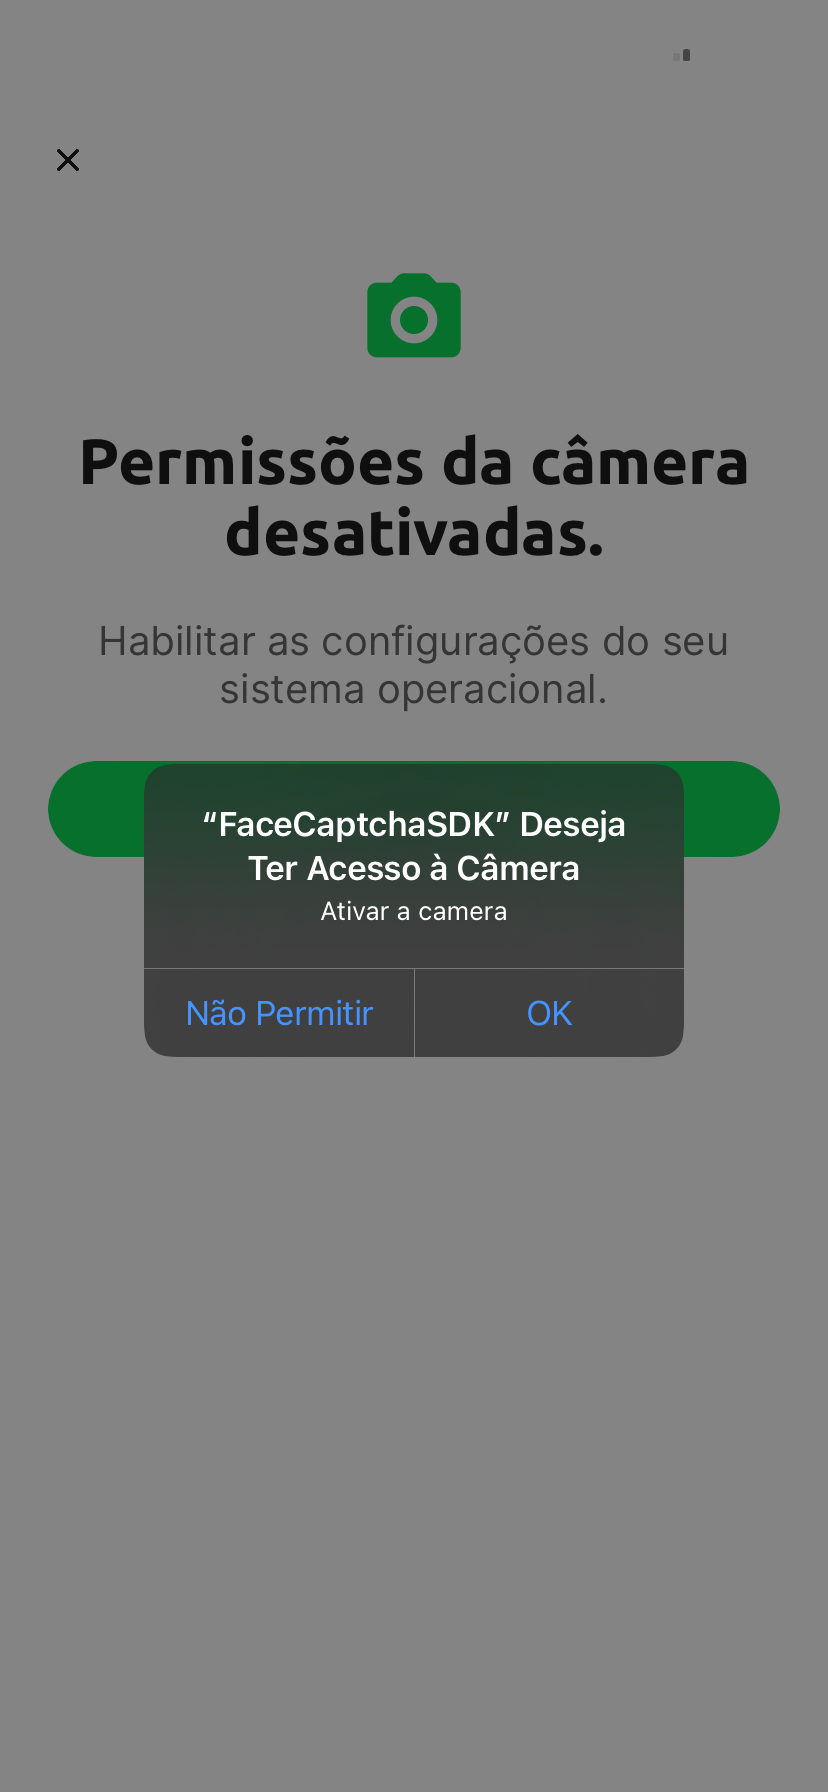 Permissões da câmera
desativadas.
Habilitar as configurações do seu
sistema operacional.
“FaceCaptchaSDK” Deseja
Ter Acesso à Câmera
Ativar a camera
Não Permitir
OK